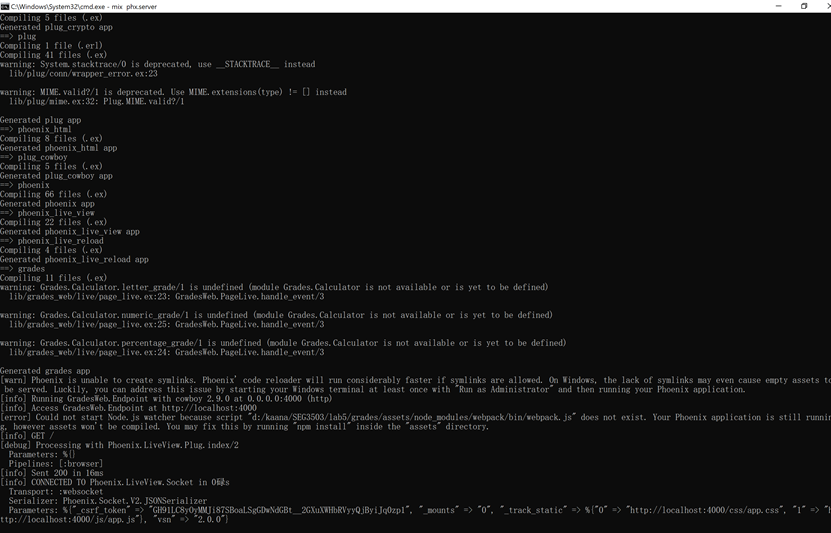 C:\Windows\System32\cmd.exe - mix phx.server
Compiling 5 files (.ex)
Generated plug_crypto app
==> plug
Compiling 1 file (.erl)
Compiling 41 files (.ex)
warning: System.stacktrace/0 is deprecated, use __STACKTRACE__ instead
lib/plug/conn/wrapper_error.ex:23
warning: MIME.valid?/1 is deprecated. Use MIME.extensions(type) != [] instead
lib/plug/mime.ex:32: Plug.MIME.valid?/1
Generated plug app
==> phoenix_html
Compiling 8 files (.ex)
Generated phoenix_html app
==> plug_cowboy
Compiling 5 files (.ex)
Generated plug_cowboy app
==> phoenix
Compiling 66 files (.ex)
Generated phoenix app
==> phoenix_live_view
Compiling 22 files (.ex)
Generated phoenix_live_view app
==> phoenix_live_reload
Compiling 4 files (.ex)
Generated phoenix_live_reload app
==> grades
Compiling 11 files (.ex)
warning: Grades.Calculator.letter_grade/1 is undefined (module Grades.Calculator is not available or is yet to be defined)
lib/grades_web/live/page_live.ex:23: GradesWeb.PageLive.handle_event/3
warning: Grades.Calculator.numeric_grade/1 is undefined (module Grades.Calculator is not available or is yet to be defined)
lib/grades_web/live/page_live.ex:25: GradesWeb.PageLive.handle_event/3
warning: Grades.Calculator.percentage_grade/1 is undefined (module Grades.Calculator is not available or is yet to be defined)
lib/grades_web/live/page_live.ex:24: GradesWeb.PageLive.handle_event/3
Generated grades app
[warn] Phoenix is unable to create symlinks. Phoenix' code reloader will run considerably faster if symlinks are allowed. On Windows, the lack of symlinks may even cause empty assets to
be served. Luckily, you can address this issue by starting your Windows terminal at least once with "Run as Administrator" and then running your Phoenix application.
[info] Running GradesWeb.Endpoint with cowboy 2.9.0 at 0.0.0.0:4000 (http)
[info] Access GradesWeb.Endpoint at http://localhost:4000
[error] Could not start Node.js watcher because script "d:/kaana/SEG3503/lab5/grades/assets/node_modules/webpack/bin/webpack.js" does not exist. Your Phoenix application is still runnin
g, however assets won't be compiled. You may fix this by running "npm install" inside the "assets" directory.
[info] GET /
[debug] Processing with Phoenix.LiveView.Plug.index/2
Parameters: %{}
Pipelines: [:browser]
[info] Sent 200 in 16ms
[info] CONNECTED TO Phoenix.LiveView.Socket in
Transport: :websocket
Serializer: Phoenix.Socket.V2.JSONSerializer
Parameters: %{"_csrf_token" => "_mounts" => "0", "_track_static" => %{"0" => "http://localhost:4000/css/app.css", "1" => "h
ttp://localhost:4000/js/app.js"}, "vsn" => "2.0.0"}